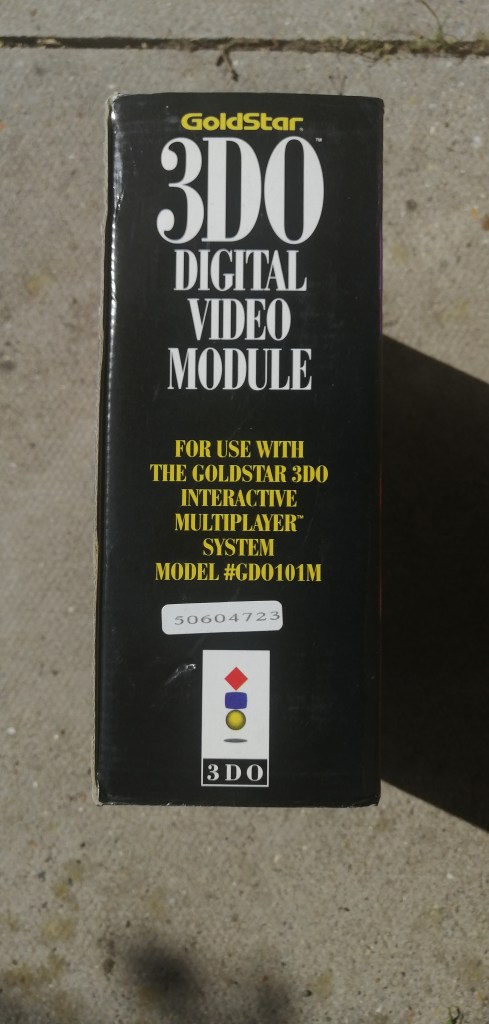 GoldStar®
3DO™
DIGITAL
VIDEO
MODULE
FOR USE WITH
THE GOLDSTAR 3DO
INTERACTIVE
MULTIPLAYER™
SYSTEM
MODEL #GDO101M
50604723
3DO